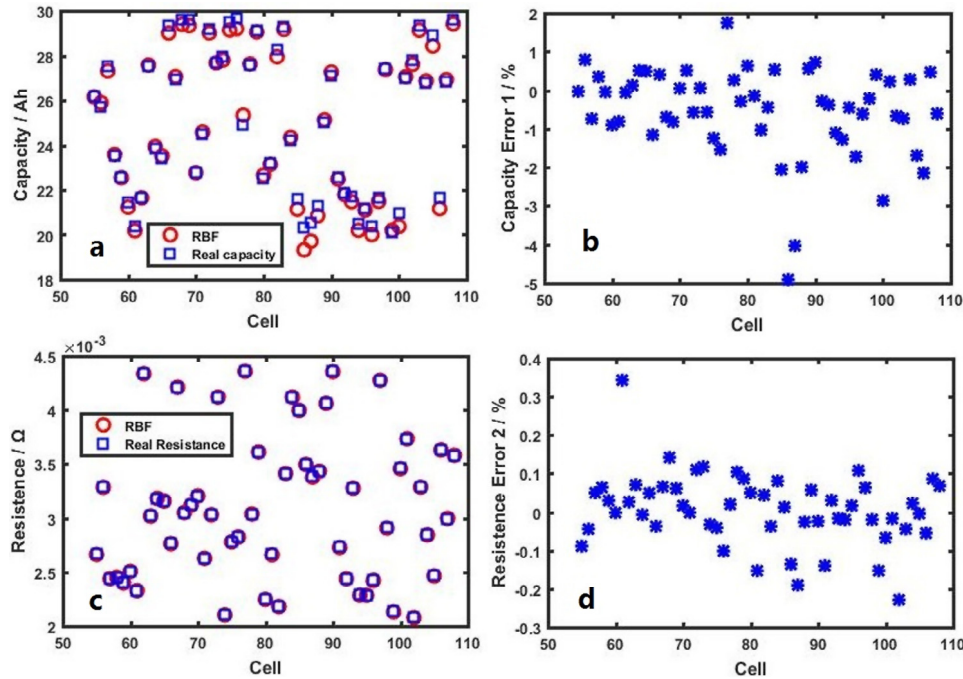 30
28
26
24
22
20
18
Capacity / Ah
a
RBF
Real capacity
50 60 70 80 90 100 110
Cell
2
1
0
-1
-2
-3
-4
-5
Capacity Error 1 / %
b
50 60 70 80 90 100 110
Cell
×10⁻³
4.5
4
3.5
3
2.5
2
Resistence / Ω
RBF
Real Resistance
c
50 60 70 80 90 100 110
Cell
0.4
0.3
0.2
0.1
0
-0.1
-0.2
-0.3
Resistence Error 2 / %
d
50 60 70 80 90 100 110
Cell